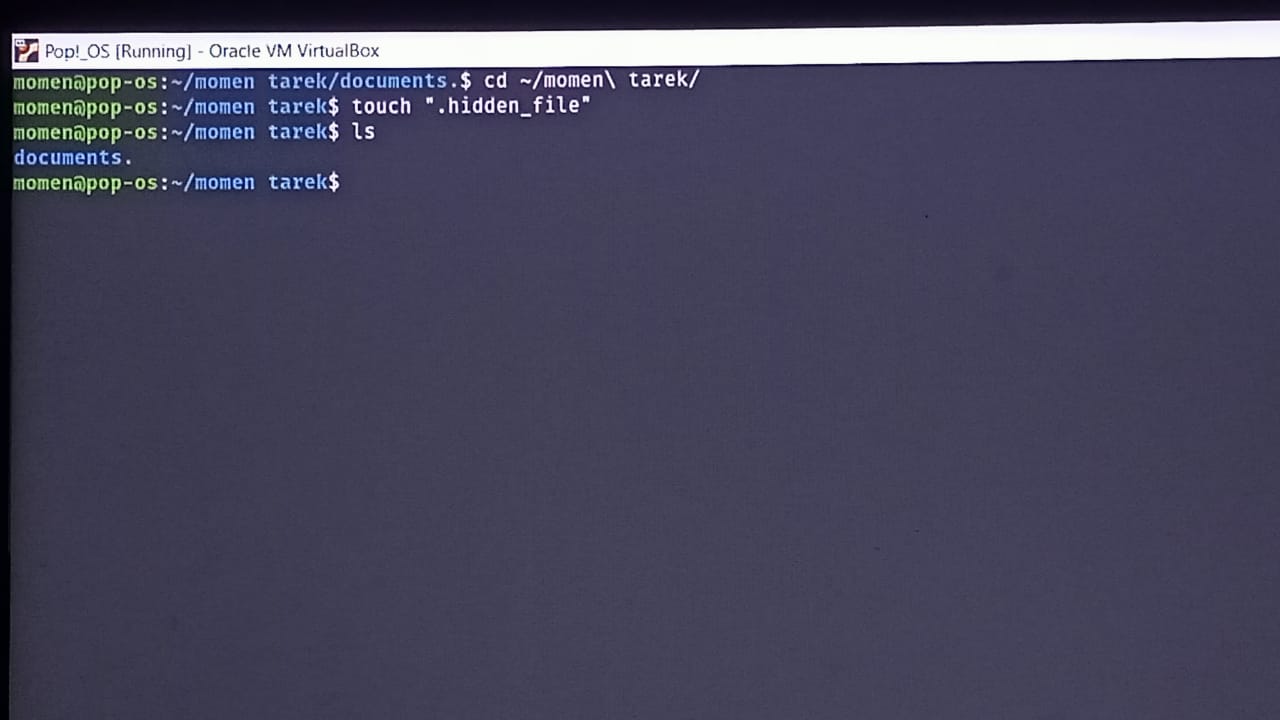 Pop!_OS [Running] - Oracle VM VirtualBox
momen@pop-os:~/momen tarek/documents.$ cd ~/momen\ tarek/
momen@pop-os:~/momen tarek$ touch ".hidden_file"
momen@pop-os:~/momen tarek$ ls
documents.
momen@pop-os:~/momen tarek$